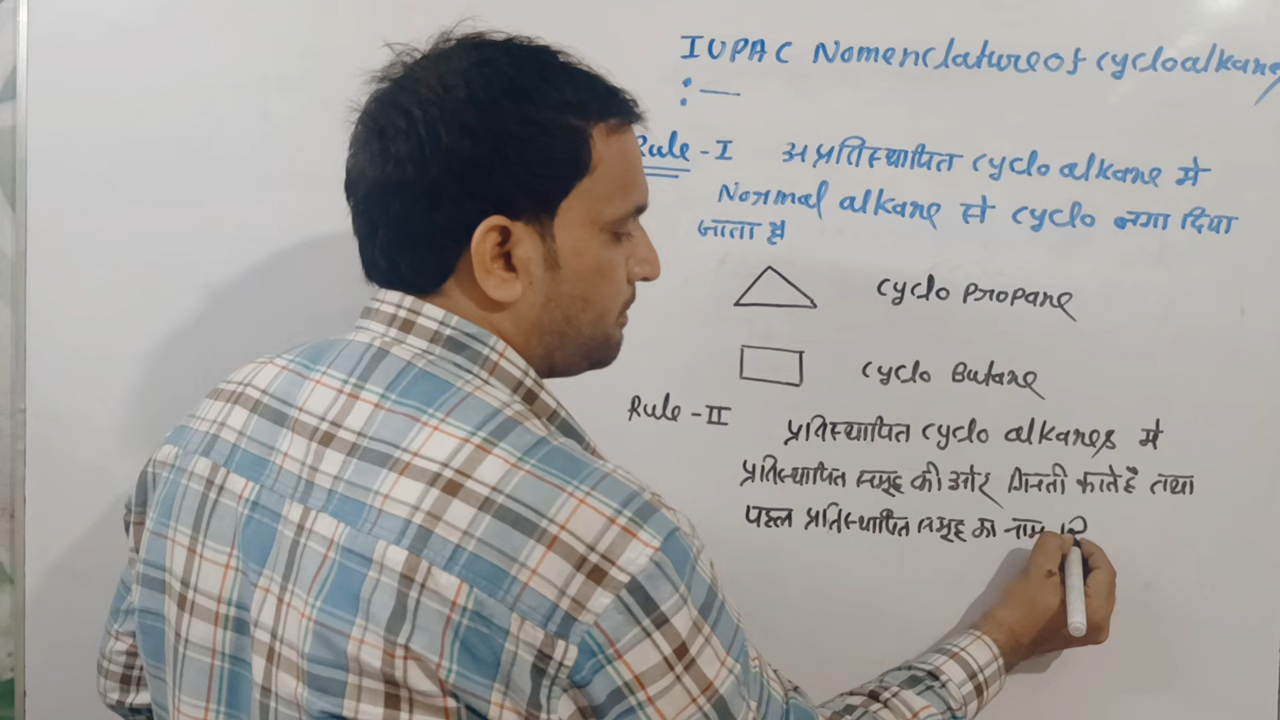 IUPAC Nomenclature of cycloalkanes
:—
Rule - I अप्रतिस्थापित cyclo alkane मे
Normal alkane से cyclo लगा दिया
जाता है
cyclo propane
cyclo Butane
Rule - II
प्रतिस्थापित cyclo alkanes मे
प्रतिस्थापित समूह की ओर गिनती करते है तथा
पहल प्रतिस्थापित समूह का नाम